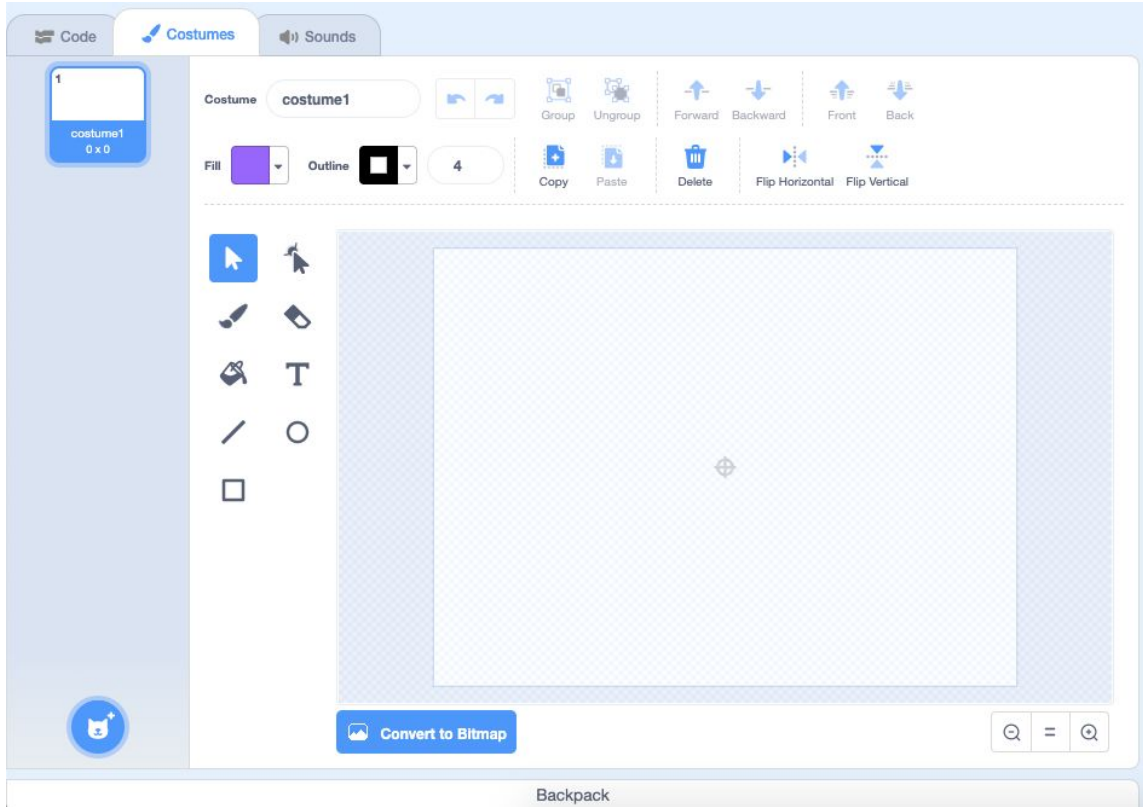 Code Costumes Sounds
1
costume1
0 x 0
Costume costume1
Group Ungroup Forward Backward Front Back
Fill Outline 4
Copy Paste Delete Flip Horizontal Flip Vertical
T
Convert to Bitmap
=
Backpack